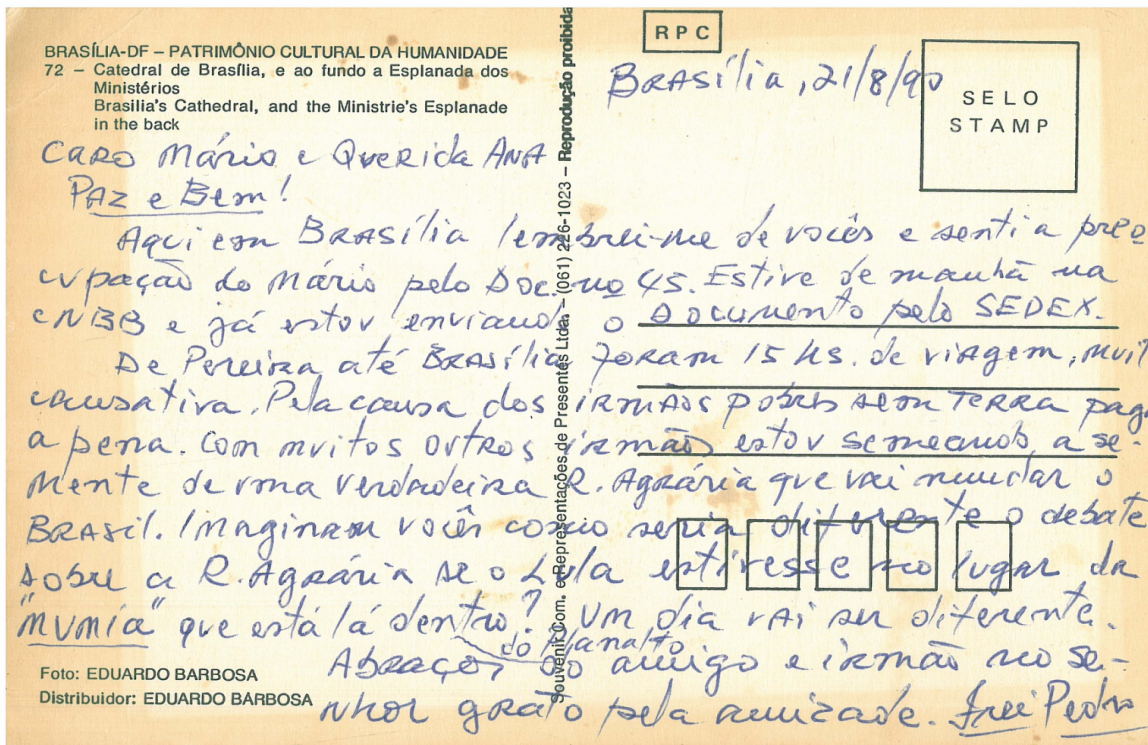 BRASÍLIA-DF – PATRIMÔNIO CULTURAL DA HUMANIDADE
72 – Catedral de Brasília, e ao fundo a Esplanada dos
Ministérios
Brasilia's Cathedral, and the Ministrie's Esplanade
in the back
RPC
SELO
STAMP
Brasília, 21/8/90
Caro Mário e Querida Ana
Paz e Bem!
Aqui em Brasília lembrei-me de vocês e senti a preo
cupação do Mário pelo Doc. nº 45. Estive de manhã na
CNBB e já estou enviando o Documento pelo SEDEX.
De Pereira até Brasília foram 15 hs. de viagem, muit
cansativa. Pela causa dos irmãos pobres sem terra paga
a pena. Com muitos outros irmãos estou semeando a se-
mente de uma verdadeira R. Agrária que vai mudar o
Brasil. Imaginem vocês como seria diferente o debate
sobre a R. Agrária se o Lula estivesse no lugar da
"Mumia" que está lá dentro? Um dia vai ser diferente.
do Planalto
Abraços do amigo e irmão no Se-
nhor grato pela amizade. Frei Pedro
Souvenir Com. e Representações de Presentes Ltda. – (061) 226-1023 – Reprodução proibida
Foto: EDUARDO BARBOSA
Distribuidor: EDUARDO BARBOSA